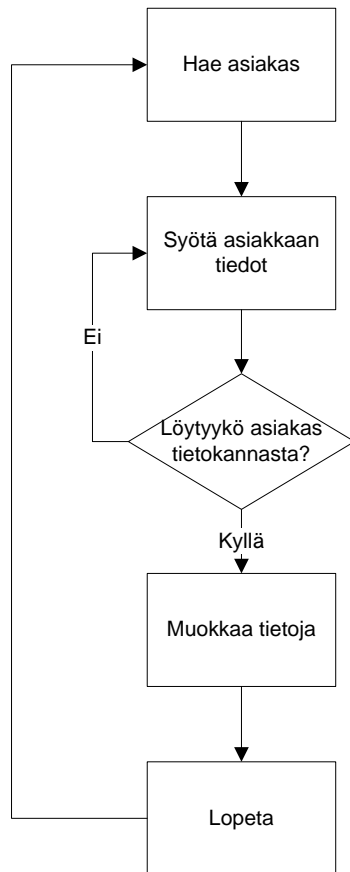 Hae asiakas
Syötä asiakkaan
tiedot
Ei
Löytyykö asiakas
tietokannasta?
Kyllä
Muokkaa tietoja
Lopeta